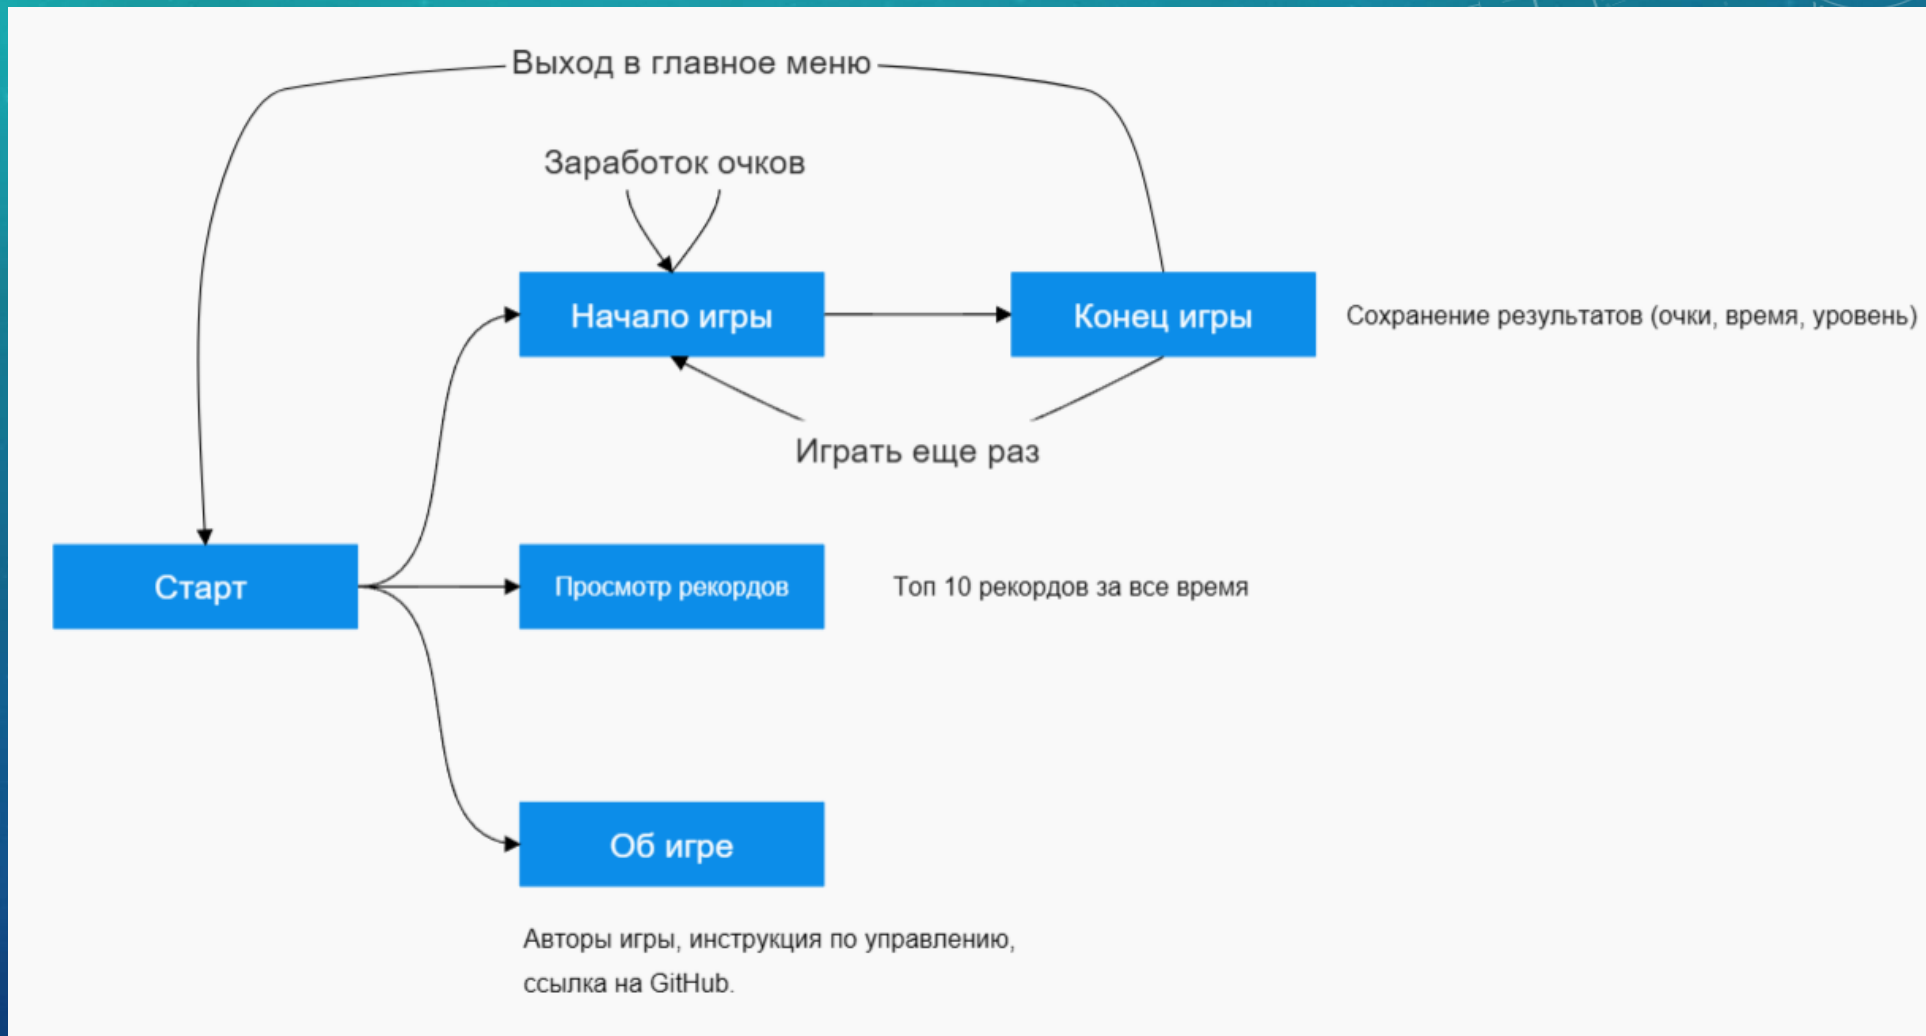 Выход в главное меню
Заработок очков
Начало игры
Конец игры
Сохранение результатов (очки, время, уровень)
Играть еще раз
Старт
Просмотр рекордов
Топ 10 рекордов за все время
Об игре
Авторы игры, инструкция по управлению,
ссылка на GitHub.